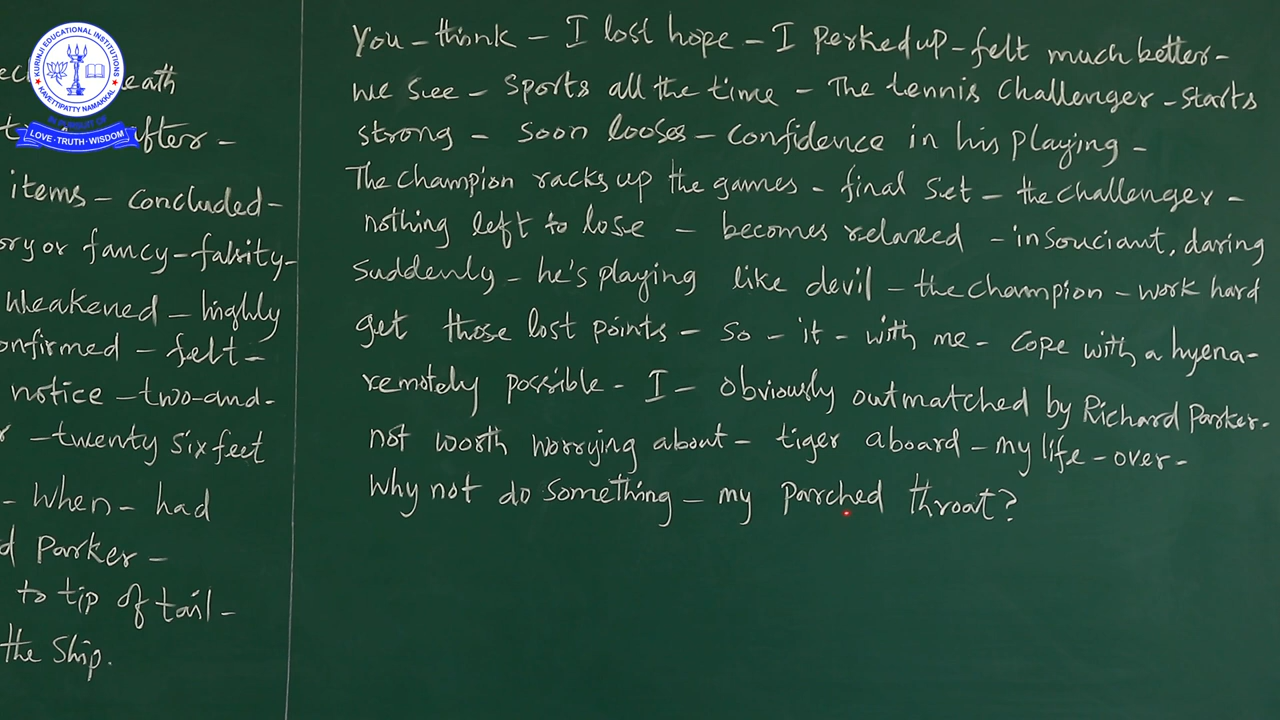 KURINJI EDUCATIONAL INSTITUTIONS
KAVETTIPATTY NAMAKKAL
IN PURSUIT OF
LOVE - TRUTH - WISDOM
eath
fter -
items - concluded -
ory or fancy - falsity -
weakened - highly
onfirmed - felt -
notice - two-and-
r - twenty six feet
- when - had
d Parker -
to tip of tail -
the Ship.
You - think - I lost hope - I perked up - felt much better -
we see - sports all the time - The tennis challenger - starts
strong - soon looses - confidence in his playing -
The champion racks up the games - final set - the challenger -
nothing left to lose - becomes relaxed - insouciant, daring
suddenly - he's playing like devil - the champion - work hard
get those lost points - so - it - with me - cope with a hyena -
remotely possible - I - obviously outmatched by Richard Parker -
not worth worrying about - tiger aboard - my life - over -
Why not do something - my parched throat?